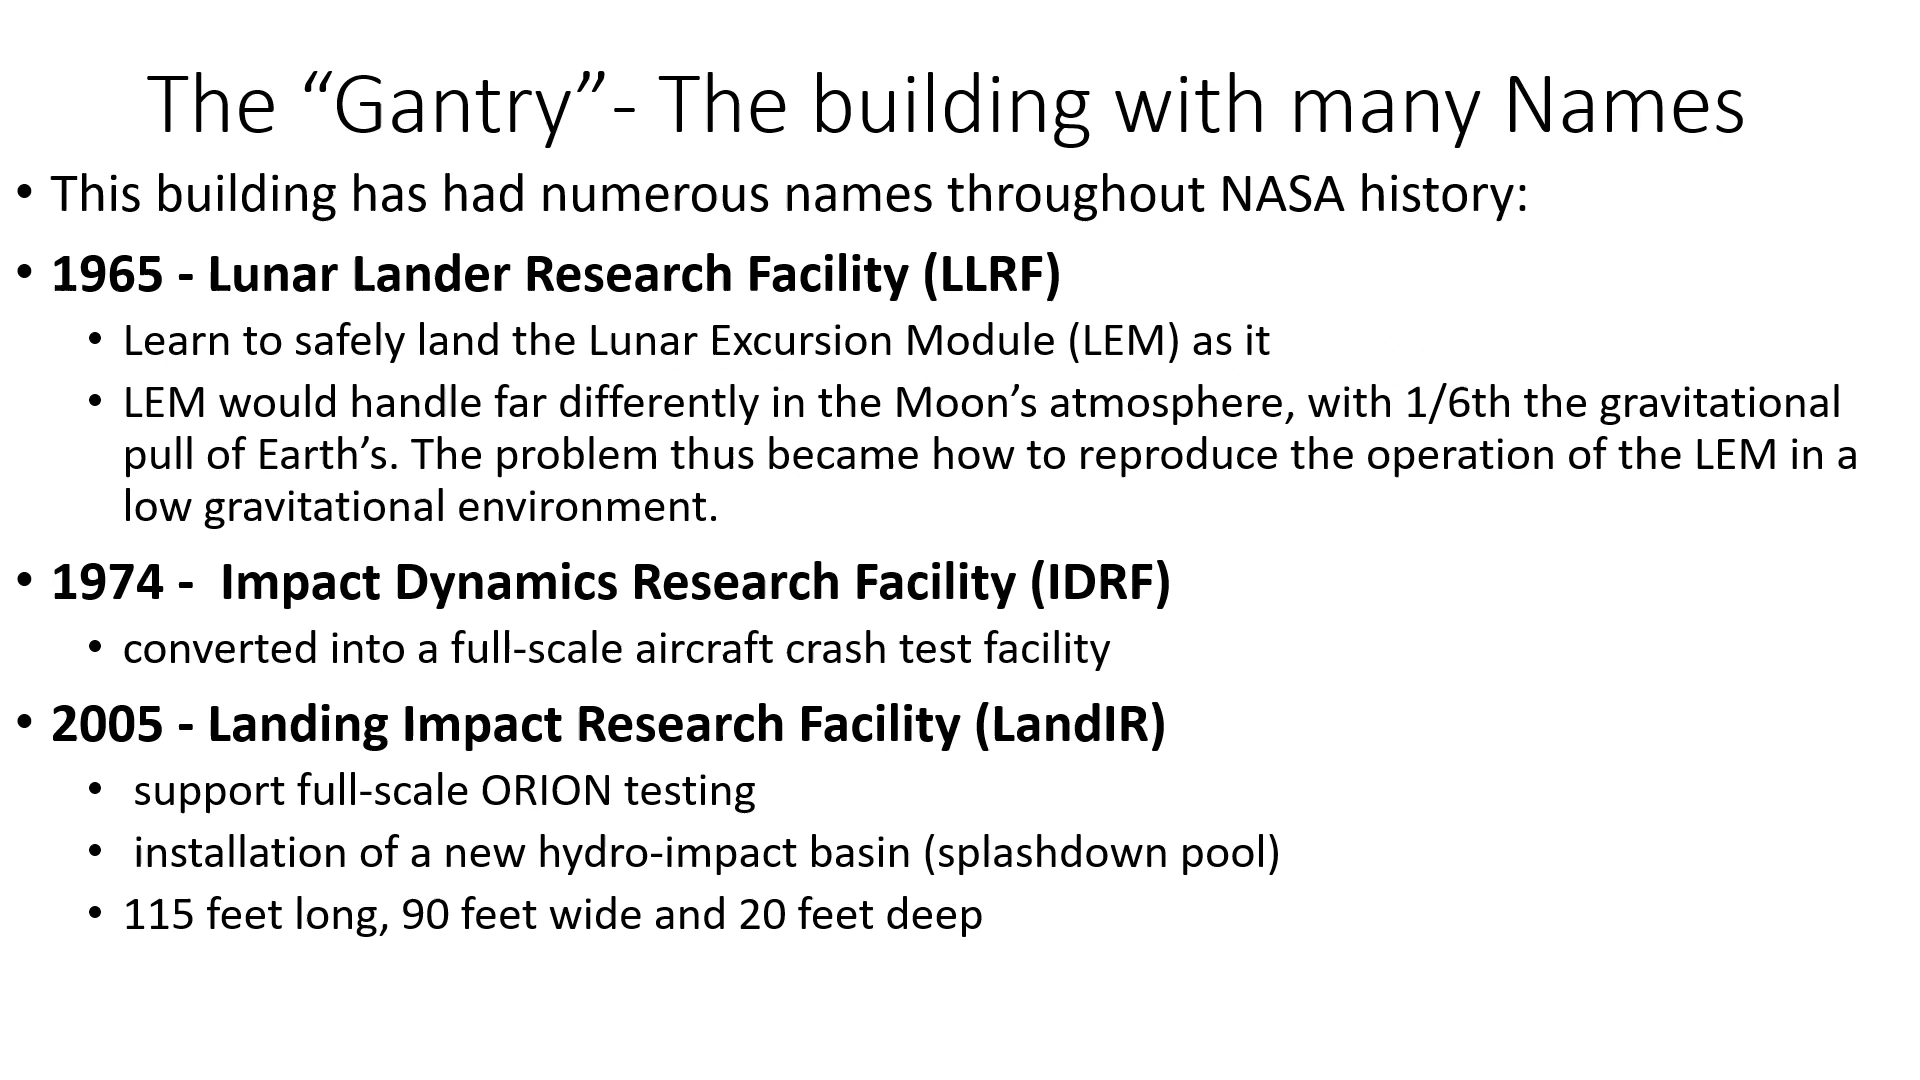 The “Gantry”- The building with many Names
• This building has had numerous names throughout NASA history:
• 1965 - Lunar Lander Research Facility (LLRF)
• Learn to safely land the Lunar Excursion Module (LEM) as it
• LEM would handle far differently in the Moon’s atmosphere, with 1/6th the gravitational
pull of Earth’s. The problem thus became how to reproduce the operation of the LEM in a
low gravitational environment.
• 1974 -  Impact Dynamics Research Facility (IDRF)
• converted into a full-scale aircraft crash test facility
• 2005 - Landing Impact Research Facility (LandIR)
• support full-scale ORION testing
• installation of a new hydro-impact basin (splashdown pool)
• 115 feet long, 90 feet wide and 20 feet deep